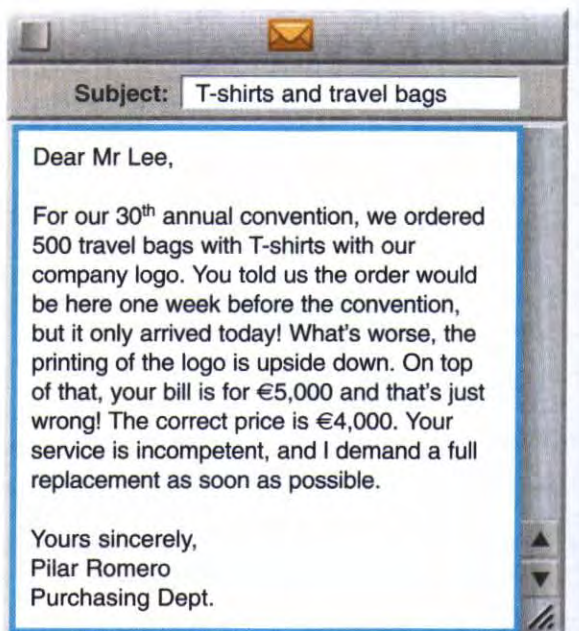 Subject: T-shirts and travel bags
Dear Mr Lee,
For our 30th annual convention, we ordered
500 travel bags with T-shirts with our
company logo. You told us the order would
be here one week before the convention,
but it only arrived today! What's worse, the
printing of the logo is upside down. On top
of that, your bill is for €5,000 and that's just
wrong! The correct price is €4,000. Your
service is incompetent, and I demand a full
replacement as soon as possible.
Yours sincerely,
Pilar Romero
Purchasing Dept.